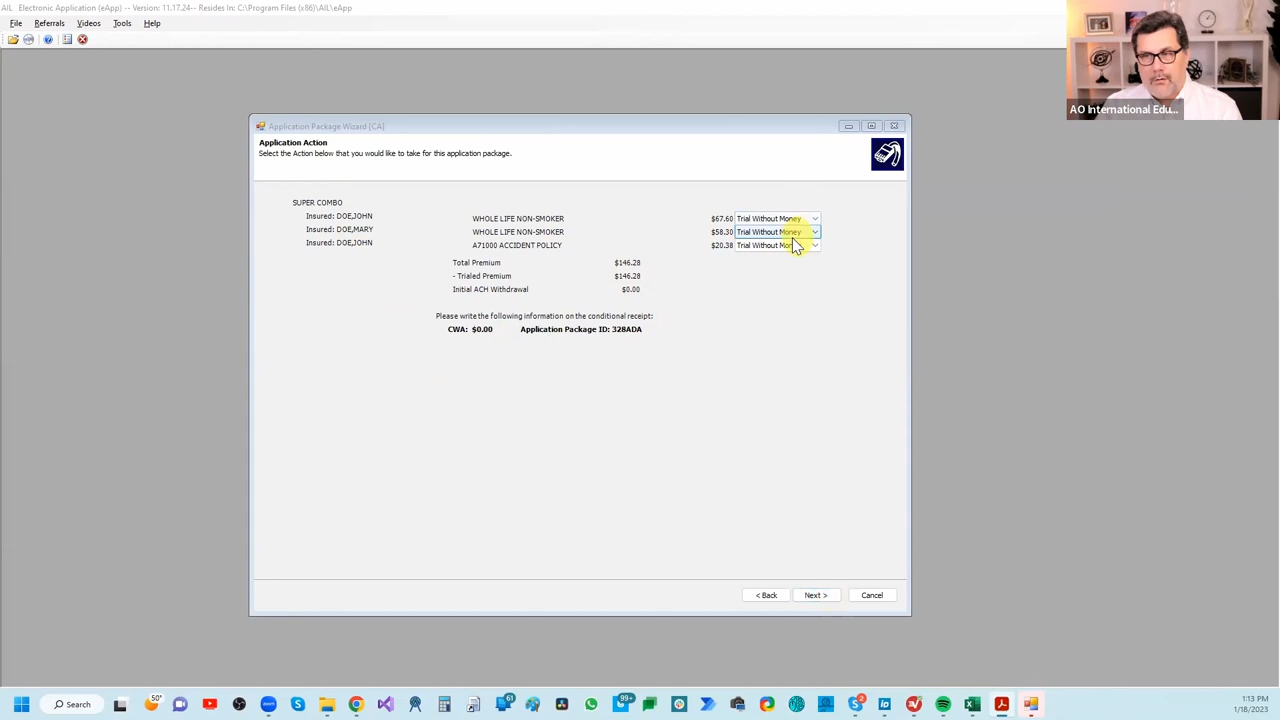 AIL Electronic Application (eApp) -- Version: 11.17.24-- Resides In: C:\Program Files (x86)\AIL\eApp
File Referrals Videos Tools Help
AO International Edu...
Application Package Wizard [CA]
Application Action
Select the Action below that you would like to take for this application package.
SUPER COMBO
Insured: DOE,JOHN WHOLE LIFE NON-SMOKER $67.60 Trial Without Money
Insured: DOE,MARY WHOLE LIFE NON-SMOKER $58.30 Trial Without Money
Insured: DOE,JOHN A71000 ACCIDENT POLICY $20.38 Trial Without
Total Premium $146.28
- Trialed Premium $146.28
Initial ACH Withdrawal $0.00
Please write the following information on the conditional receipt:
CWA: $0.00 Application Package ID: 328ADA
< Back Next > Cancel
Search 50° 61 99+ 2 1:13 PM
1/18/2023